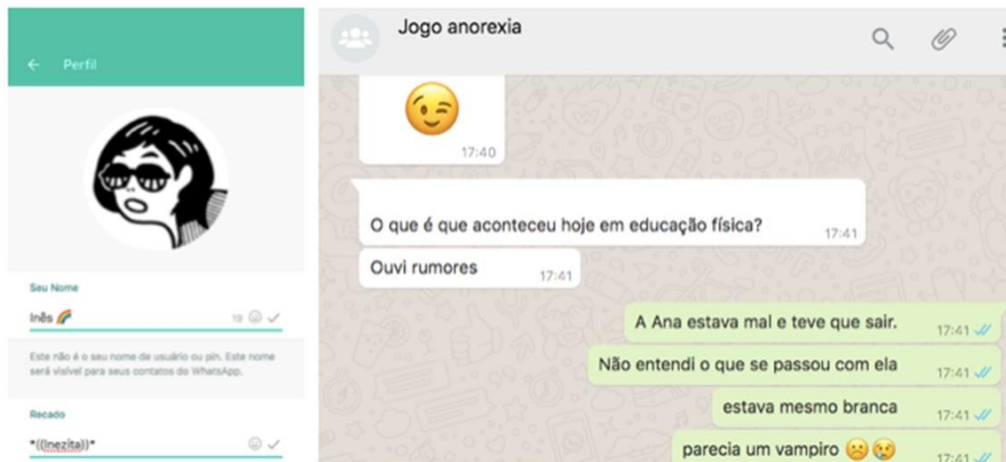 Perfil
Seu Nome
Inês 🌈
19
Este não é o seu nome de usuário ou pin. Este nome
será visível para seus contatos do WhatsApp.
Recado
*((Inezita))*
Jogo anorexia
😉
17:40
O que é que aconteceu hoje em educação física?
17:41
Ouvi rumores
17:41
A Ana estava mal e teve que sair.
17:41
Não entendi o que se passou com ela
17:41
estava mesmo branca
17:41
parecia um vampiro ☹️😢
17:41